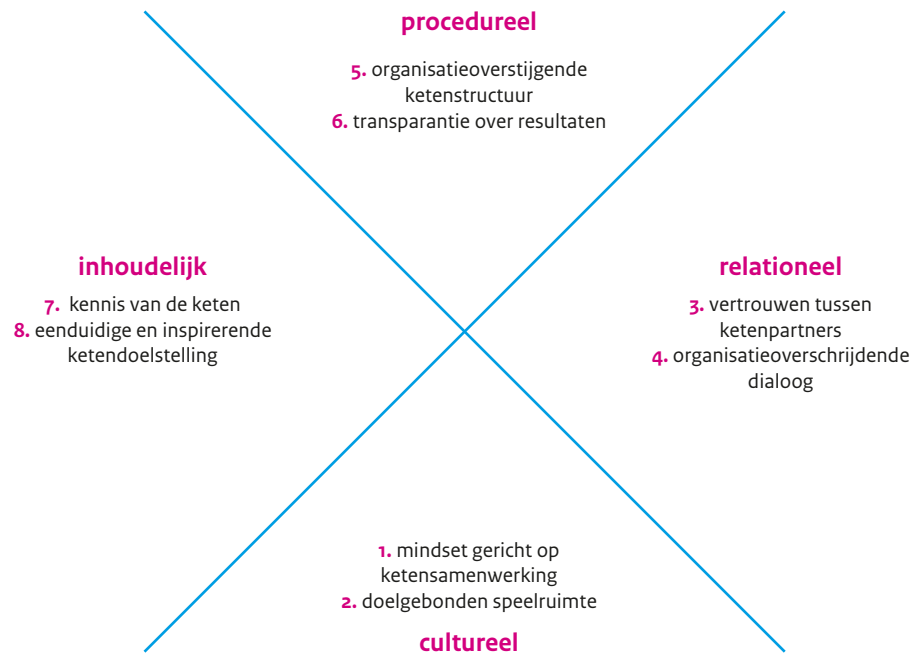 procedureel
5. organisatieoverstijgende
ketenstructuur
6. transparantie over resultaten
inhoudelijk
7. kennis van de keten
8. eenduidige en inspirerende
ketendoelstelling
relationeel
3. vertrouwen tussen
ketenpartners
4. organisatieoverschrijdende
dialoog
1. mindset gericht op
ketensamenwerking
2. doelgebonden speelruimte
cultureel